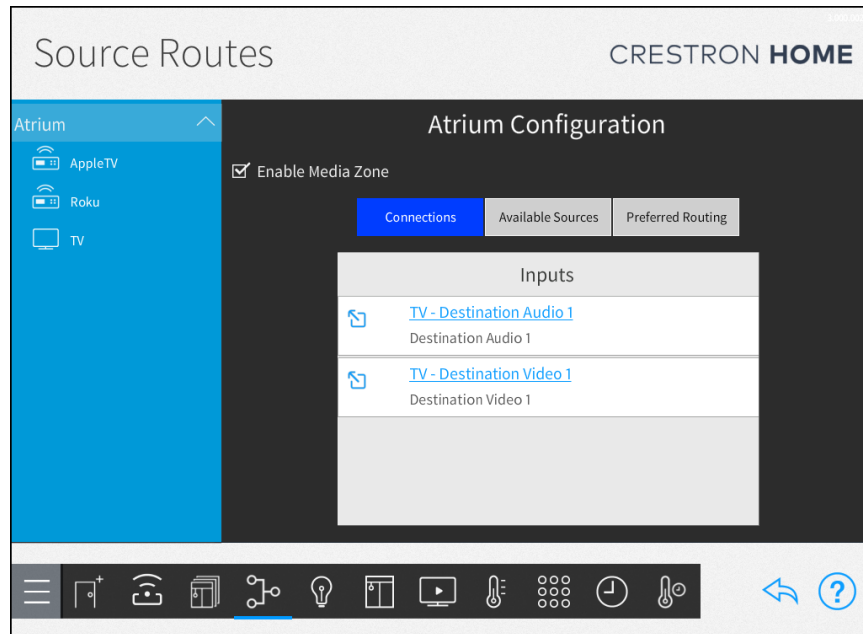 Source Routes
CRESTRON HOME
Atrium
AppleTV
Roku
TV
Atrium Configuration
Enable Media Zone
Connections
Available Sources
Preferred Routing
Inputs
TV - Destination Audio 1
Destination Audio 1
TV - Destination Video 1
Destination Video 1
?